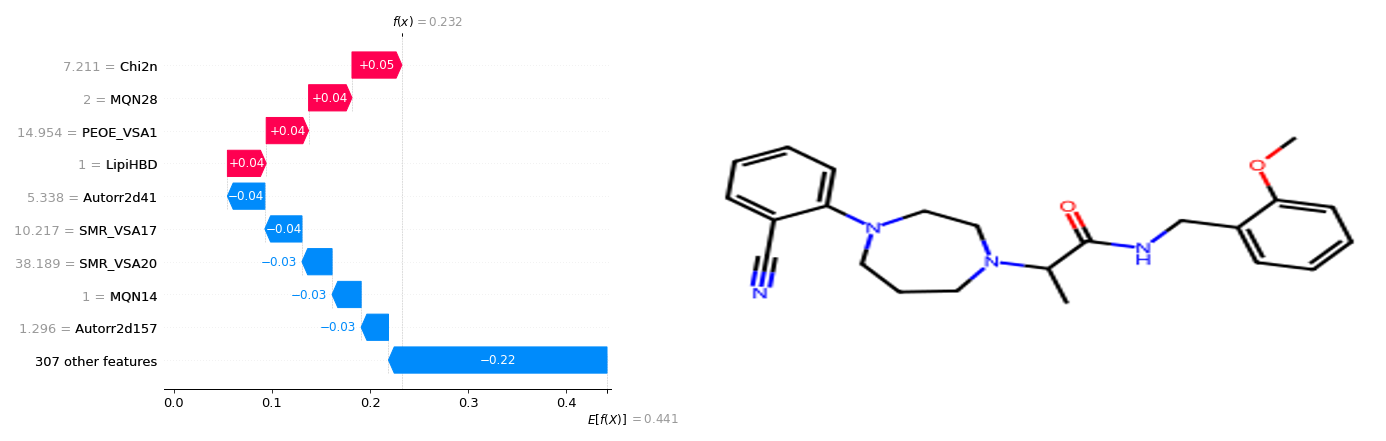 f(x) = 0.232
7.211 = Chi2n
+0.05
2 = MQN28
+0.04
14.954 = PEOE_VSA1
+0.04
1 = LipiHBD
+0.04
5.338 = Autorr2d41
−0.04
10.217 = SMR_VSA17
−0.04
38.189 = SMR_VSA20
−0.03
1 = MQN14
−0.03
1.296 = Autorr2d157
−0.03
307 other features
−0.22
0.0 0.1 0.2 0.3 0.4
E[f(X)] = 0.441
O
O
N
N
N
H
N